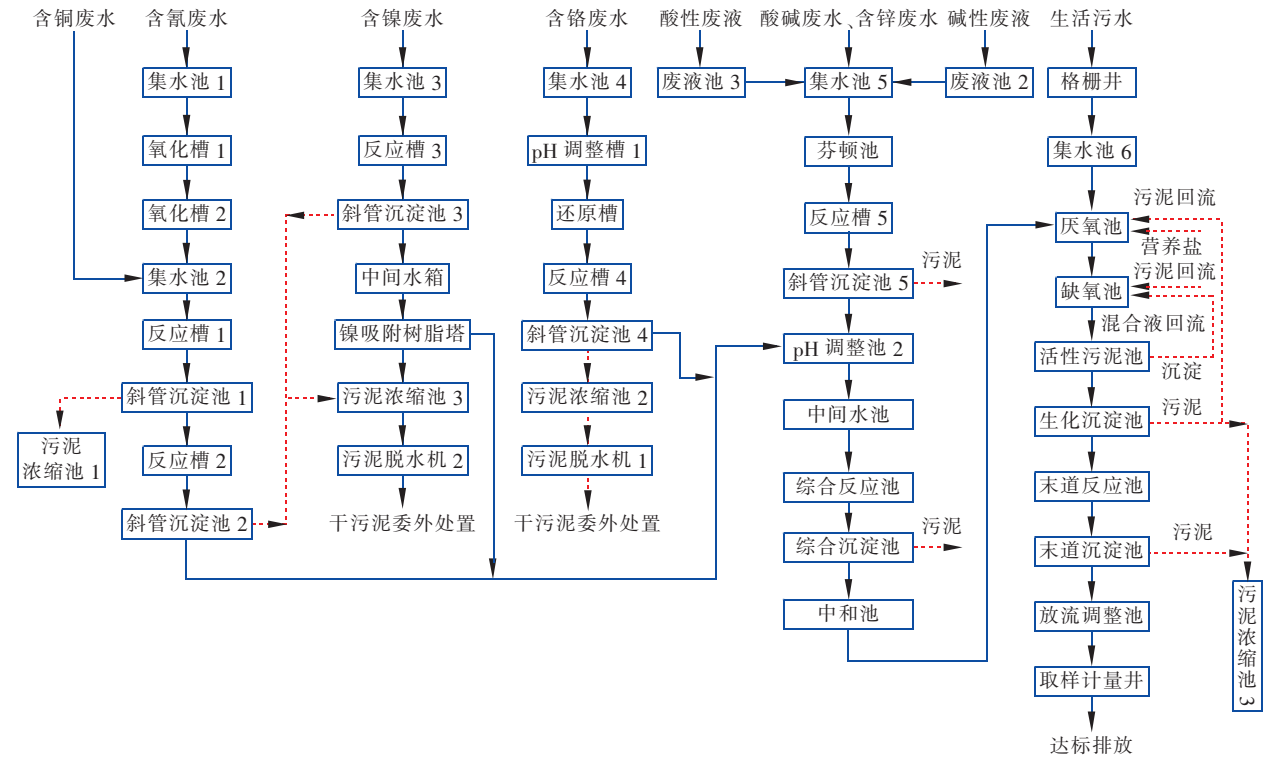 含铜废水
含氰废水
含镍废水
含铬废水
酸性废液
酸碱废水、含锌废水
碱性废液
生活污水
集水池 1
集水池 3
集水池 4
废液池 3
集水池 5
废液池 2
格栅井
氧化槽 1
反应槽 3
pH 调整槽 1
芬顿池
集水池 6
氧化槽 2
斜管沉淀池 3
还原槽
反应槽 5
污泥回流
厌氧池
营养盐
集水池 2
中间水箱
反应槽 4
斜管沉淀池 5
污泥
污泥回流
缺氧池
混合液回流
反应槽 1
镍吸附树脂塔
斜管沉淀池 4
pH 调整池 2
活性污泥池
沉淀
斜管沉淀池 1
污泥浓缩池 3
污泥浓缩池 2
中间水池
污泥
生化沉淀池
污泥
浓缩池 1
反应槽 2
污泥脱水机 2
污泥脱水机 1
综合反应池
末道反应池
斜管沉淀池 2
干污泥委外处置
干污泥委外处置
污泥
综合沉淀池
污泥
末道沉淀池
中和池
放流调整池
污泥浓缩池 3
取样计量井
达标排放